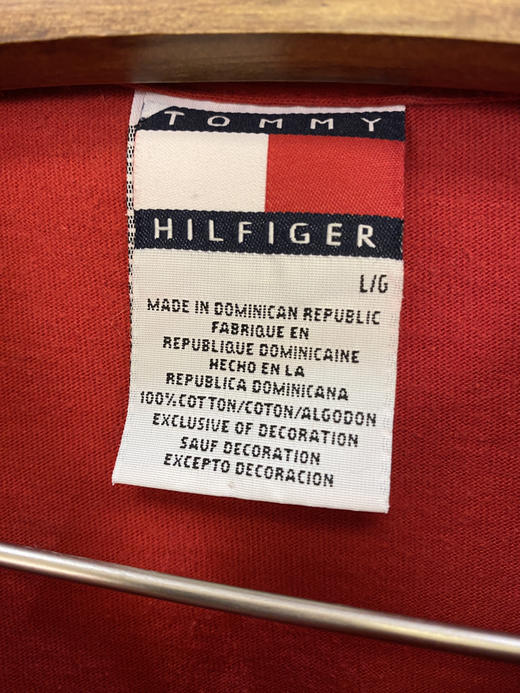 TOMMY
HILFIGER
L/G
MADE IN DOMINICAN REPUBLIC
FABRIQUE EN
REPUBLIQUE DOMINICAINE
HECHO EN LA
REPUBLICA DOMINICANA
100% COTTON/COTON/ALGODON
EXCLUSIVE OF DECORATION
SAUF DECORATION
EXCEPTO DECORACION